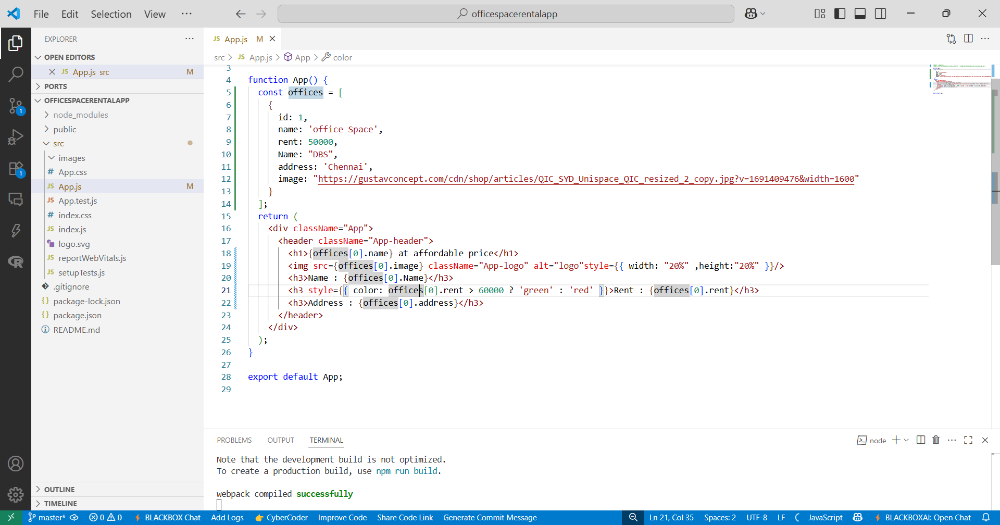 File Edit Selection View ··· officespacerentalapp
EXPLORER ···
OPEN EDITORS
JS App.js src M
PORTS
OFFICESPACERENTALAPP
node_modules
public
src
images
# App.css
JS App.js M
JS App.test.js
# index.css
JS index.js
logo.svg
JS reportWebVitals.js
JS setupTests.js
.gitignore
{} package-lock.json
{} package.json
README.md
OUTLINE
TIMELINE
1
1
JS App.js M
src > JS App.js > App > color
3
4 function App() {
5 const offices = [
6 {
7 id: 1,
8 name: 'office Space',
9 rent: 50000,
10 Name: "DBS",
11 address: 'Chennai',
12 image: "https://gustavconcept.com/cdn/shop/articles/QIC_SYD_Unispace_QIC_resized_2_copy.jpg?v=1691409476&width=1600"
13 }
14 ];
15 return (
16 <div className="App">
17 <header className="App-header">
18 <h1>{offices[0].name} at affordable price</h1>
19 <img src={offices[0].image} className="App-logo" alt="logo"style={{ width: "20%" ,height:"20%" }}/>
20 <h3>Name : {offices[0].Name}</h3>
21 <h3 style={{ color: offices[0].rent > 60000 ? 'green' : 'red' }}>Rent : {offices[0].rent}</h3>
22 <h3>Address : {offices[0].address}</h3>
23 </header>
24 </div>
25 );
26 }
27
28 export default App;
29
PROBLEMS OUTPUT TERMINAL node
Note that the development build is not optimized.
To create a production build, use npm run build.
webpack compiled successfully
master* 0 0 BLACKBOX Chat Add Logs CyberCoder Improve Code Share Code Link Generate Commit Message Ln 21, Col 35 Spaces: 2 UTF-8 LF JavaScript BLACKBOXAI: Open Chat